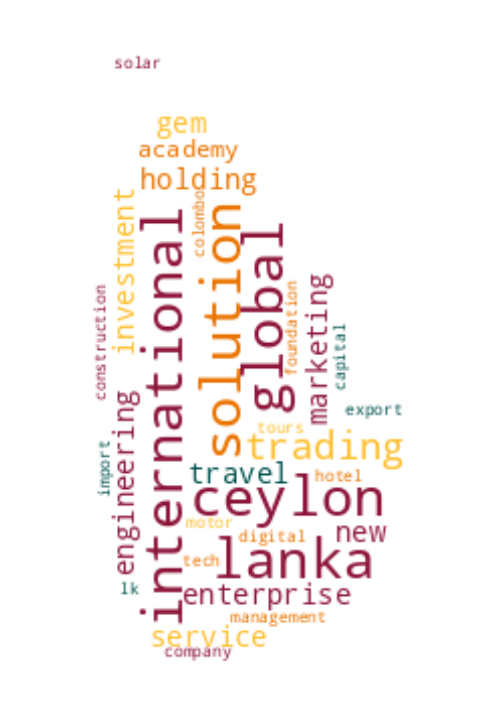 solar
gem
academy
holding
colombo
investment
international
solution
global
construction
foundation
marketing
capital
export
engineering
tours
trading
import
travel
hotel
ceylon
motor
new
digital
tech
lanka
lk
enterprise
management
service
company